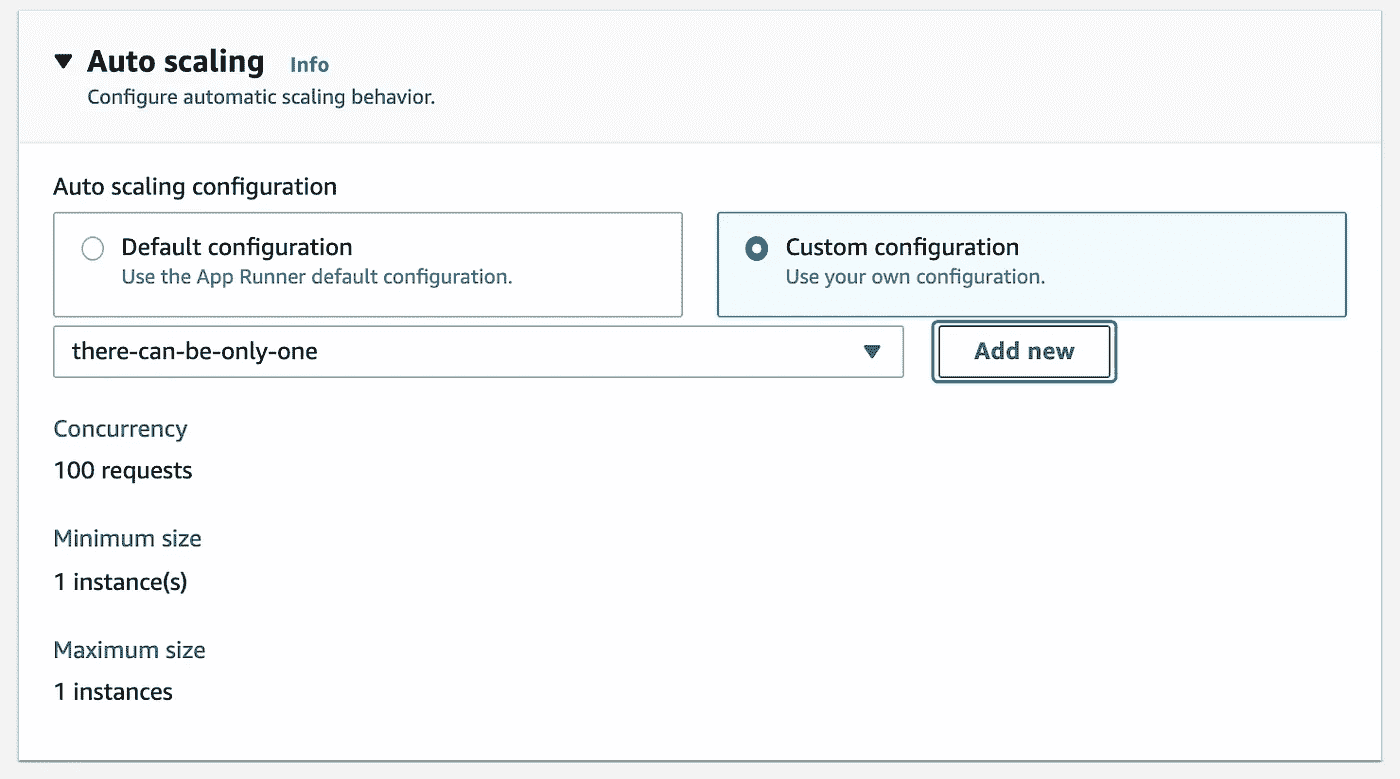 Auto scaling Info
Configure automatic scaling behavior.
Auto scaling configuration
Default configuration
Use the App Runner default configuration.
Custom configuration
Use your own configuration.
there-can-be-only-one
Add new
Concurrency
100 requests
Minimum size
1 instance(s)
Maximum size
1 instances